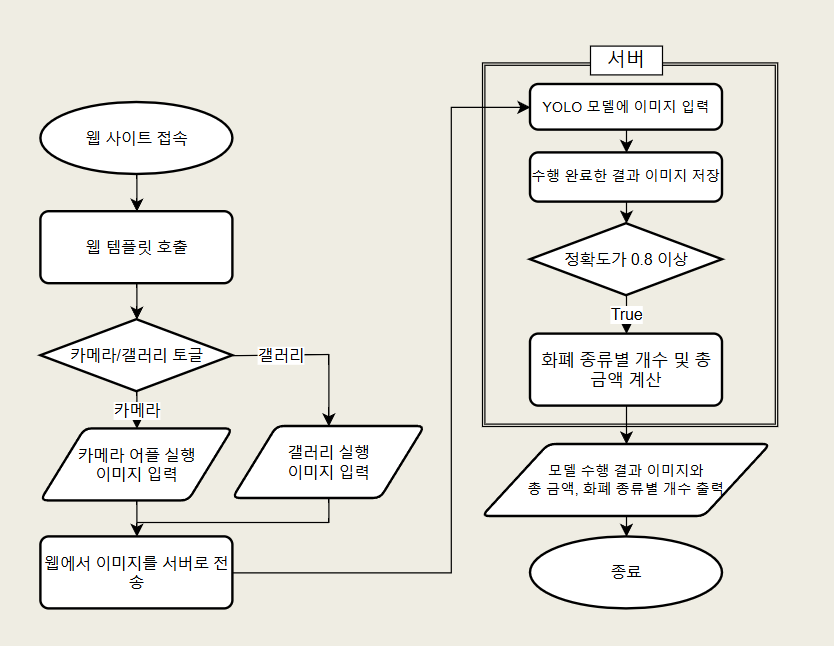 웹 사이트 접속
웹 템플릿 호출
카메라/갤러리 토글
갤러리
카메라
카메라 어플 실행
이미지 입력
갤러리 실행
이미지 입력
웹에서 이미지를 서버로 전
송
서버
YOLO 모델에 이미지 입력
수행 완료한 결과 이미지 저장
정확도가 0.8 이상
True
화폐 종류별 개수 및 총
금액 계산
모델 수행 결과 이미지와
총 금액, 화폐 종류별 개수 출력
종료